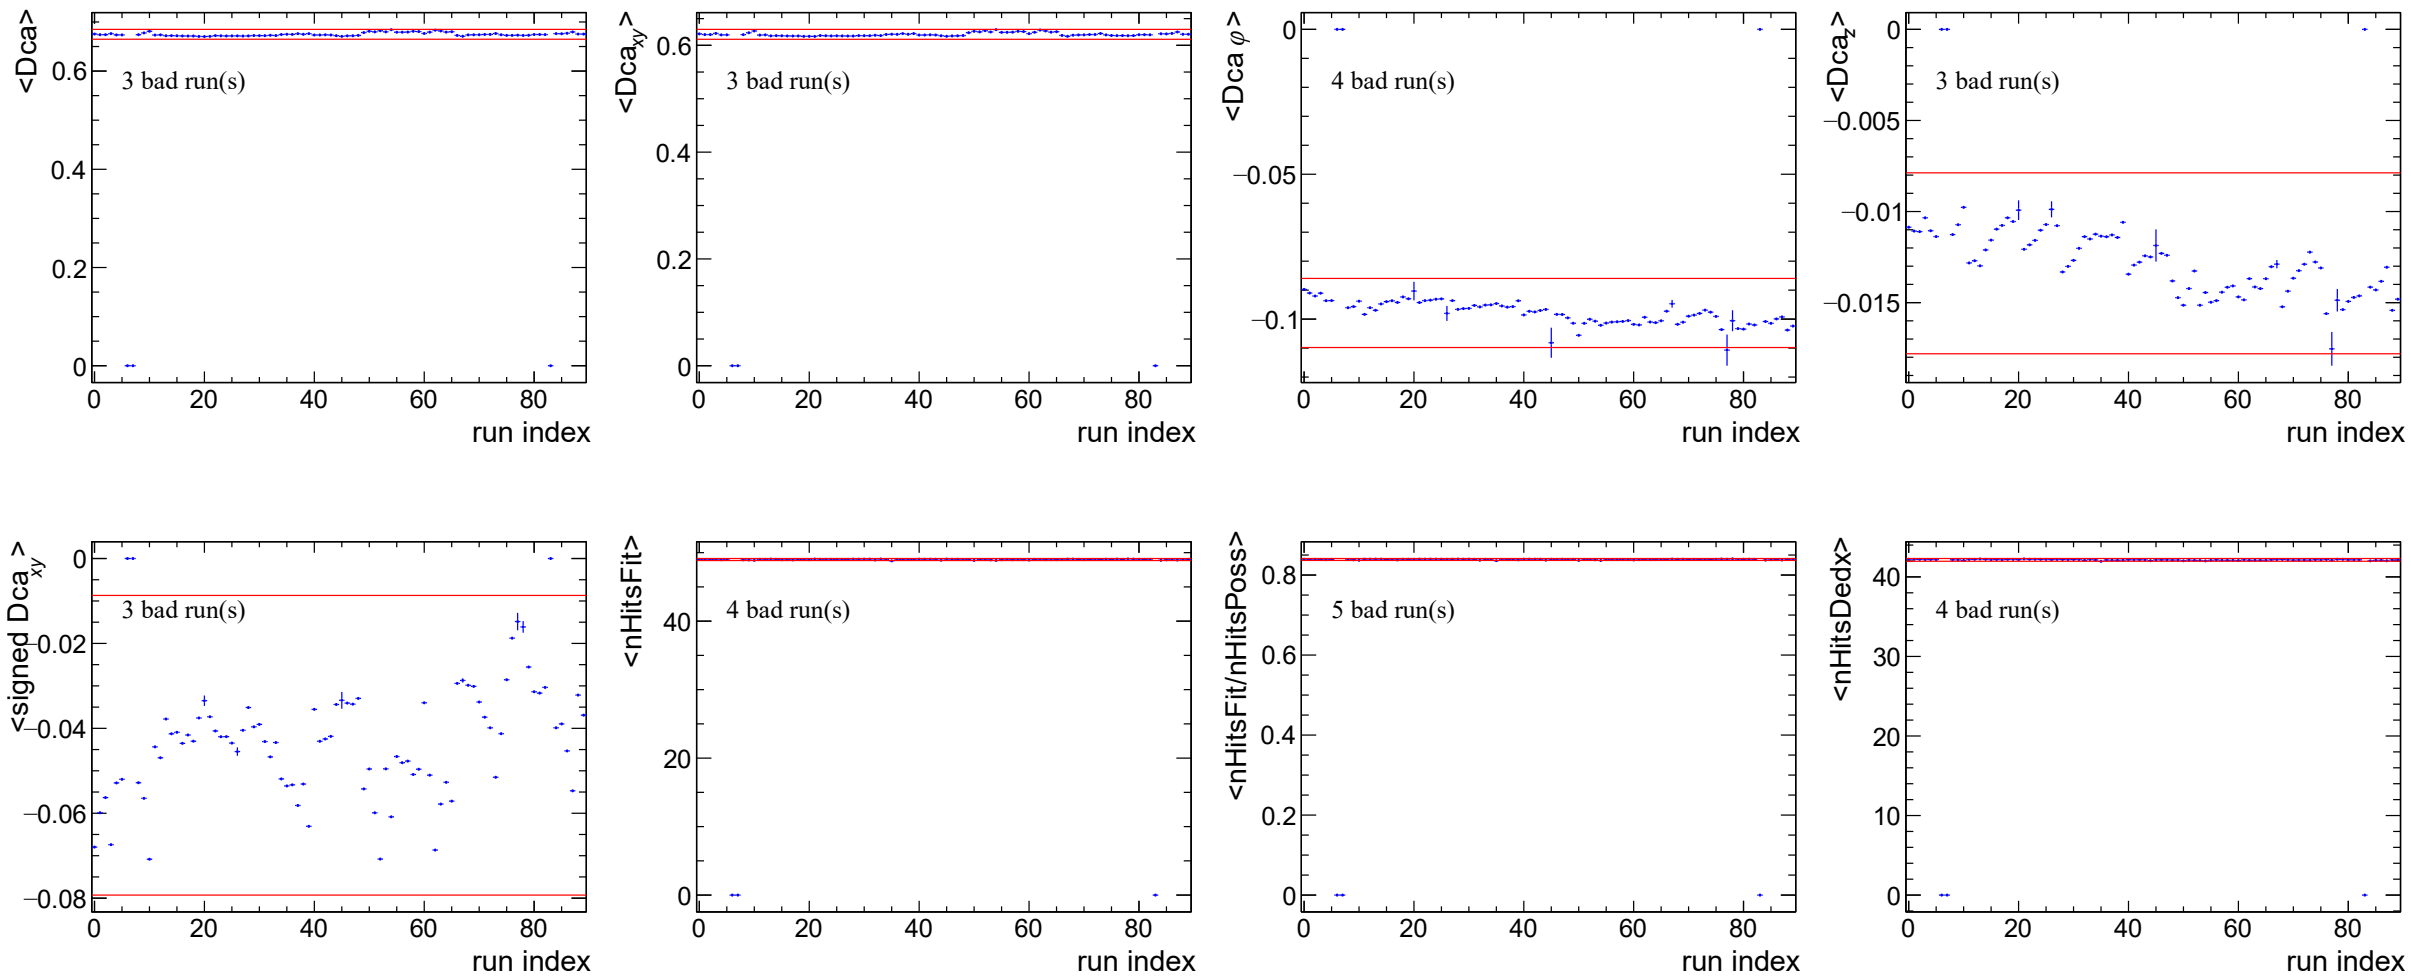 <Dca>
0.6
0.4
0.2
0
3 bad run(s)
0 20 40 60 80
run index
<Dcaxy>
0.6
0.4
0.2
0
3 bad run(s)
0 20 40 60 80
run index
<Dca φ>
0
−0.05
−0.1
4 bad run(s)
0 20 40 60 80
run index
<Dcaz>
0
−0.005
−0.01
−0.015
3 bad run(s)
0 20 40 60 80
run index
<signed Dcaxy>
0
−0.02
−0.04
−0.06
−0.08
3 bad run(s)
0 20 40 60 80
run index
<nHitsFit>
40
20
0
4 bad run(s)
0 20 40 60 80
run index
<nHitsFit/nHitsPoss>
0.8
0.6
0.4
0.2
0
5 bad run(s)
0 20 40 60 80
run index
<nHitsDedx>
40
30
20
10
0
4 bad run(s)
0 20 40 60 80
run index